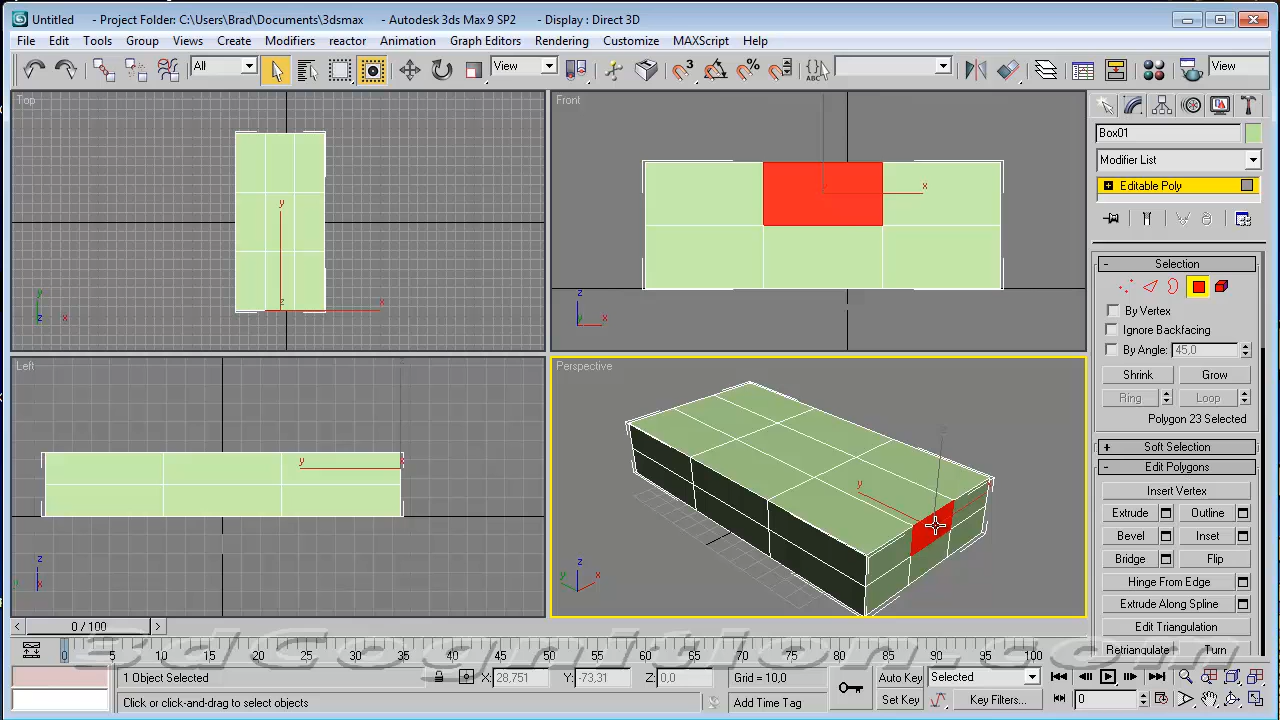 Untitled - Project Folder: C:\Users\Brad\Documents\3dsmax - Autodesk 3ds Max 9 SP2 - Display : Direct 3D
File Edit Tools Group Views Create Modifiers reactor Animation Graph Editors Rendering Customize MAXScript Help
All View 3 ABC View
Top
Front
Box01
Modifier List
Editable Poly
y
x
z
x
y
z
x
z
y
x
Selection
By Vertex
Ignore Backfacing
By Angle: 45,0
Shrink Grow
Ring Loop
Polygon 23 Selected
Left
Perspective
Soft Selection
Edit Polygons
Insert Vertex
Extrude Outline
Bevel Inset
Bridge Flip
Hinge From Edge
Extrude Along Spline
Edit Triangulation
Retriangulate Turn
y
z
y
x
z
y
x
0 / 100
3dCognition.com
0 5 10 15 20 25 30 35 40 45 50 55 60 65 70 75 80 85 90 95 100
1 Object Selected X: 28,751 Y: -73,31 Z: 0,0 Grid = 10,0 Auto Key Selected
Click or click-and-drag to select objects Add Time Tag Set Key Key Filters... 0